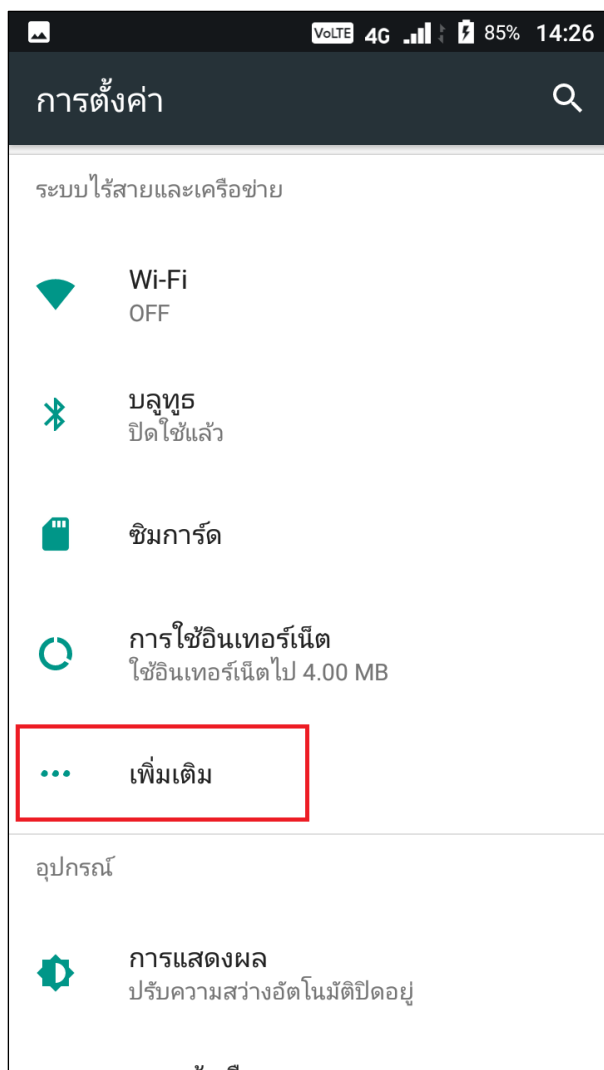 VoLTE 4G 85% 14:26
การตั้งค่า
ระบบไร้สายและเครือข่าย
Wi-Fi
OFF
บลูทูธ
ปิดใช้แล้ว
ซิมการ์ด
การใช้อินเทอร์เน็ต
ใช้อินเทอร์เน็ตไป 4.00 MB
เพิ่มเติม
อุปกรณ์
การแสดงผล
ปรับความสว่างอัตโนมัติปิดอยู่